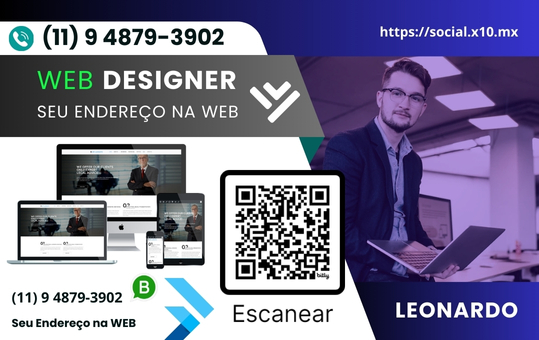 (11) 9 4879-3902
https://social.x10.mx
WEB DESIGNER
SEU ENDEREÇO NA WEB
bitly
Escanear
(11) 9 4879-3902
B
Seu Endereço na WEB
LEONARDO